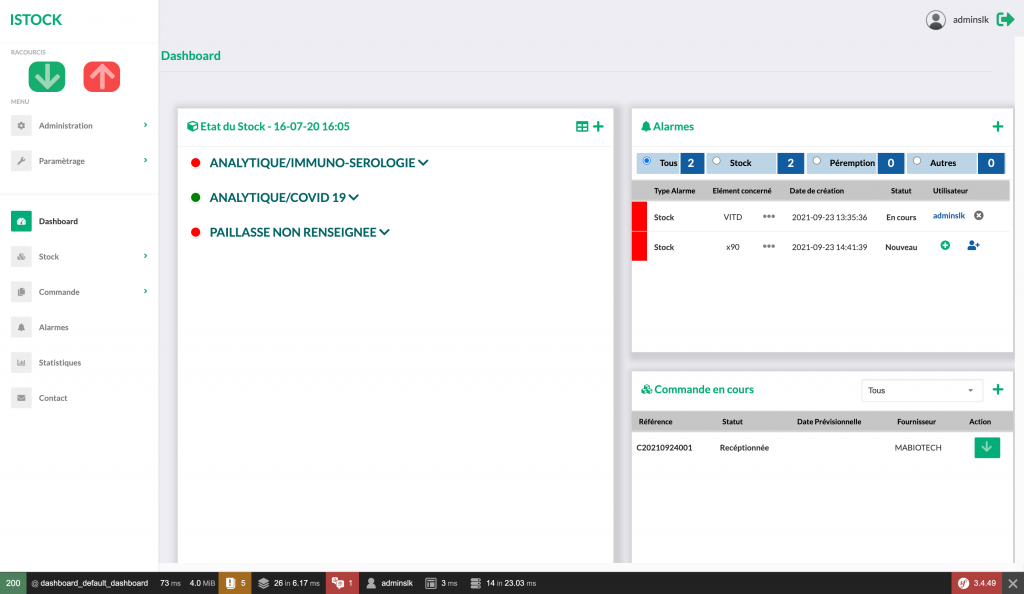 ISTOCK
adminslk
RACOURCIS
MENU
Administration
Paramètrage
Dashboard
Stock
Commande
Alarmes
Statistiques
Contact
Dashboard
Etat du Stock - 16-07-20 16:05
ANALYTIQUE/IMMUNO-SEROLOGIE
ANALYTIQUE/COVID 19
PAILLASSE NON RENSEIGNEE
Alarmes
Tous 2 Stock 2 Péremption 0 Autres 0
Type Alarme Elément concerné Date de création Statut Utilisateur
Stock VITD 2021-09-23 13:35:36 En cours adminslk
Stock x90 2021-09-23 14:41:39 Nouveau
Commande en cours Tous
Référence Statut Date Prévisionnelle Fournisseur Action
C20210924001 Recéptionnée MABIOTECH
200 @ dashboard_default_dashboard 73 ms 4.0 MiB 5 26 in 6.17 ms 1 adminslk 3 ms 14 in 23.03 ms 3.4.49